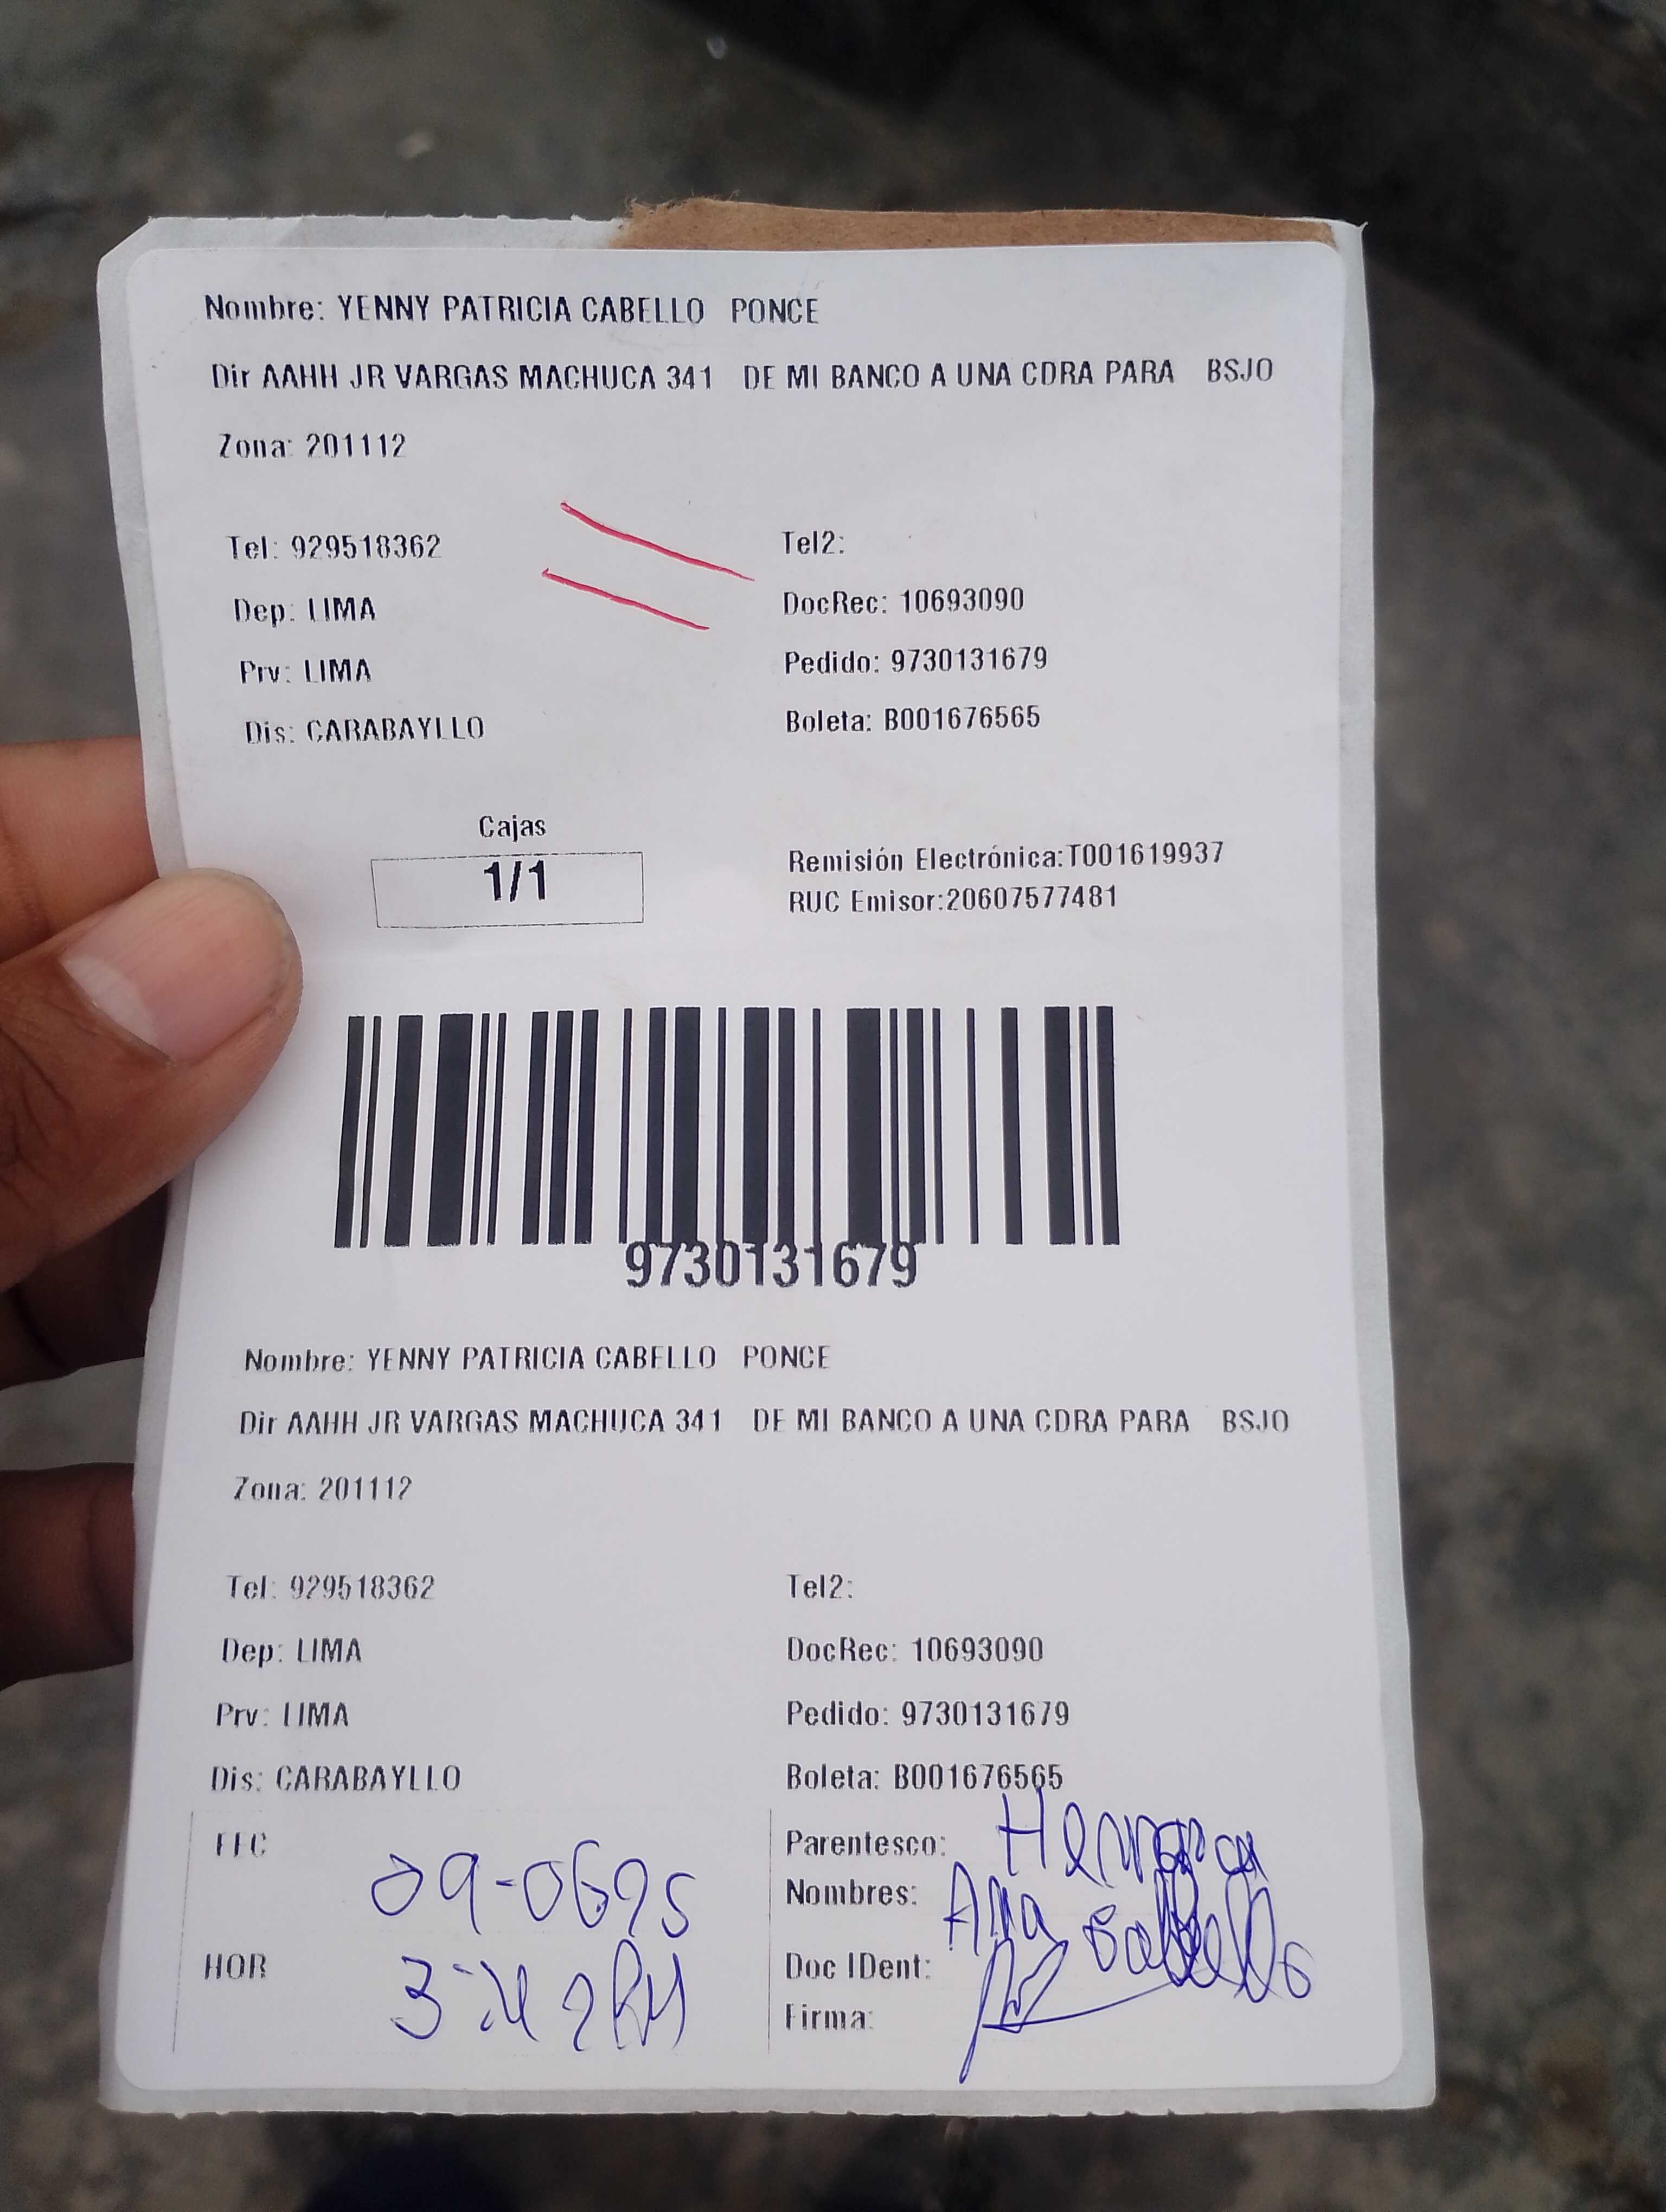 Nombre: YENNY PATRICIA CABELLO PONCE
Dir AAHH JR VARGAS MACHUCA 341 DE MI BANCO A UNA CDRA PARA BSJO
Zona: 201112
Tel: 929518362 Tel2:
Dep: LIMA DocRec: 10693090
Prv: LIMA Pedido: 9730131679
Dis: CARABAYLLO Boleta: B001676565
Cajas
1/1
Remisión Electrónica:T001619937
RUC Emisor:20607577481
9730131679
Nombre: YENNY PATRICIA CABELLO PONCE
Dir AAHH JR VARGAS MACHUCA 341 DE MI BANCO A UNA CDRA PARA BSJO
Zona: 201112
Tel: 929518362 Tel2:
Dep: LIMA DocRec: 10693090
Prv: LIMA Pedido: 9730131679
Dis: CARABAYLLO Boleta: B001676565
FEC Parentesco: Hermana
Nombres: Ana Cabello
HOR Doc IDent:
Firma: